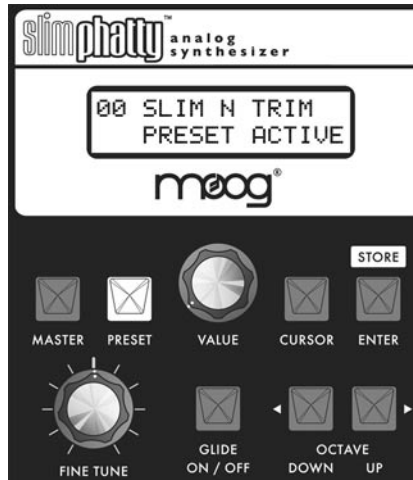 slimphatty™ analog
synthesizer
00 SLIM N TRIM
PRESET ACTIVE
moog®
STORE
MASTER PRESET VALUE CURSOR ENTER
GLIDE OCTAVE
FINE TUNE ON / OFF DOWN UP